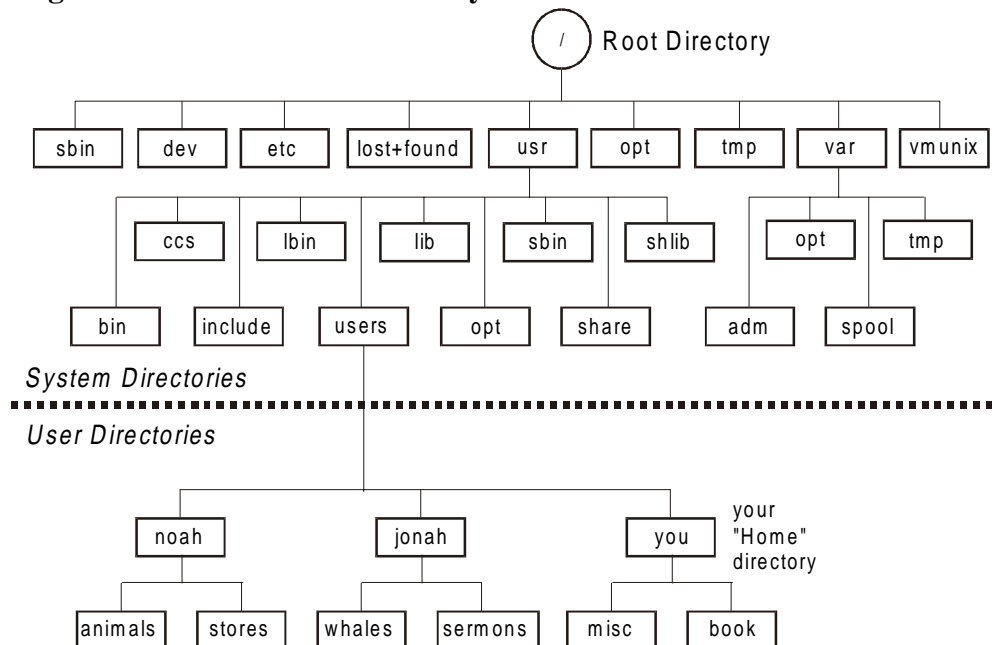 / Root Directory
sbin dev etc lost+found usr opt tmp var vmunix
ccs lbin lib sbin shlib opt tmp
bin include users opt share adm spool
System Directories
User Directories
noah jonah you
your
"Home"
directory
animals stores whales sermons misc book